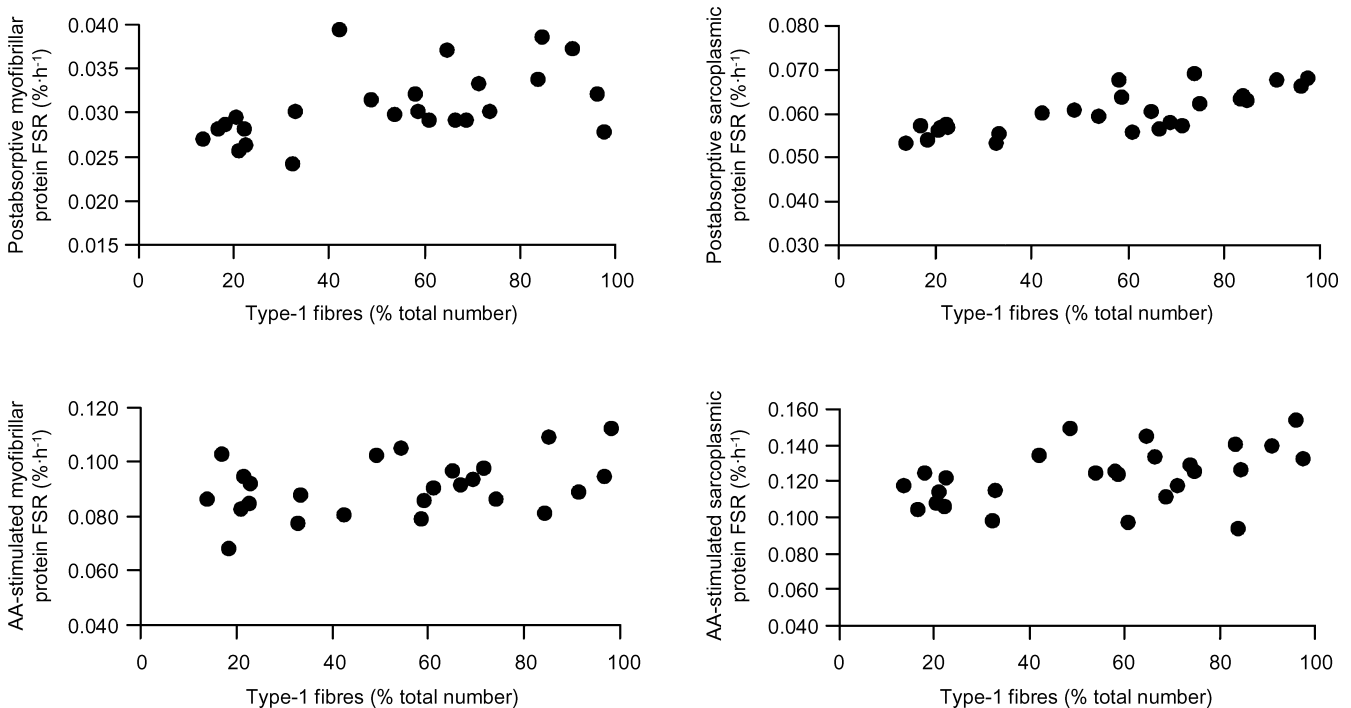 Postabsorptive myofibrillar
protein FSR (%·h⁻¹)
0.040
0.035
0.030
0.025
0.020
0.015
0 20 40 60 80 100
Type-1 fibres (% total number)
Postabsorptive sarcoplasmic
protein FSR (%·h⁻¹)
0.080
0.070
0.060
0.050
0.040
0.030
0 20 40 60 80 100
Type-1 fibres (% total number)
AA-stimulated myofibrillar
protein FSR (%·h⁻¹)
0.120
0.100
0.080
0.060
0.040
0 20 40 60 80 100
Type-1 fibres (% total number)
AA-stimulated sarcoplasmic
protein FSR (%·h⁻¹)
0.160
0.140
0.120
0.100
0.080
0.060
0.040
0 20 40 60 80 100
Type-1 fibres (% total number)